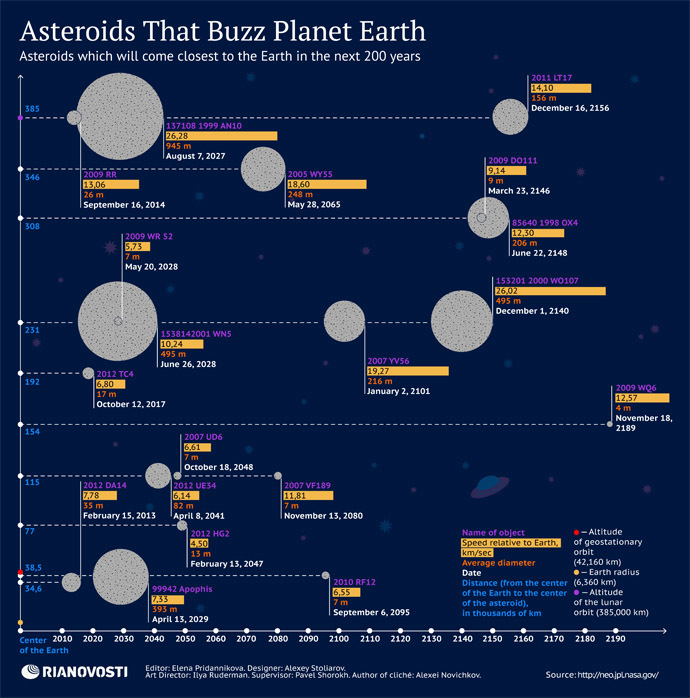 Asteroids That Buzz Planet Earth
Asteroids which will come closest to the Earth in the next 200 years
385
346
308
231
192
154
115
77
38,5
34,6
2011 LT17
14,10
156 m
December 16, 2156
137108 1999 AN10
26,28
945 m
August 7, 2027
2009 RR
13,06
26 m
September 16, 2014
2005 WY55
18,60
248 m
May 28, 2065
2009 DO111
9,14
9 m
March 23, 2146
85640 1998 OX4
12,30
206 m
June 22, 2148
2009 WR 52
5,73
7 m
May 20, 2028
153201 2000 WO107
26,02
495 m
December 1, 2140
1538142001 WN5
10,24
495 m
June 26, 2028
2007 YV56
19,27
216 m
January 2, 2101
2012 TC4
6,80
17 m
October 12, 2017
2009 WQ6
12,57
4 m
November 18,
2189
2007 UD6
6,61
7 m
October 18, 2048
2012 DA14
7,78
35 m
February 15, 2013
2012 UE34
6,14
82 m
April 8, 2041
2007 VF189
11,81
7 m
November 13, 2080
2012 HG2
4,50
13 m
February 13, 2047
99942 Apophis
7,33
393 m
April 13, 2029
2010 RF12
6,55
7 m
September 6, 2095
Name of object
Speed relative to Earth,
km/sec
Average diameter
Date
Distance (from the center
of the Earth to the center
of the asteroid),
in thousands of km
– Altitude
of geostationary
orbit
(42,160 km)
– Earth radius
(6,360 km)
– Altitude
of the lunar
orbit (385,000 km)
Center
of the Earth
2010 2020 2030 2040 2050 2060 2070 2080 2090 2100 2110 2120 2130 2140 2150 2160 2170 2180 2190
RIANOVOSTI
Editor: Elena Pridannikova. Designer: Alexey Stoliarov.
Art Director: Ilya Ruderman. Supervisor: Pavel Shorokh. Author of cliché: Alexei Novichkov.
Source: http://neo.jpl.nasa.gov/